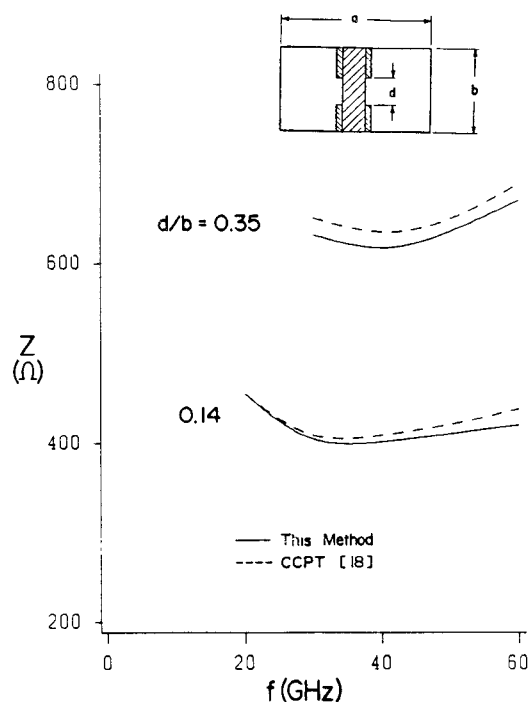 a
d
b
800
d/b = 0.35
600
Z
(Ω)
0.14
400
This Method
CCPT [18]
200
0 20 40 60
f (GHz)